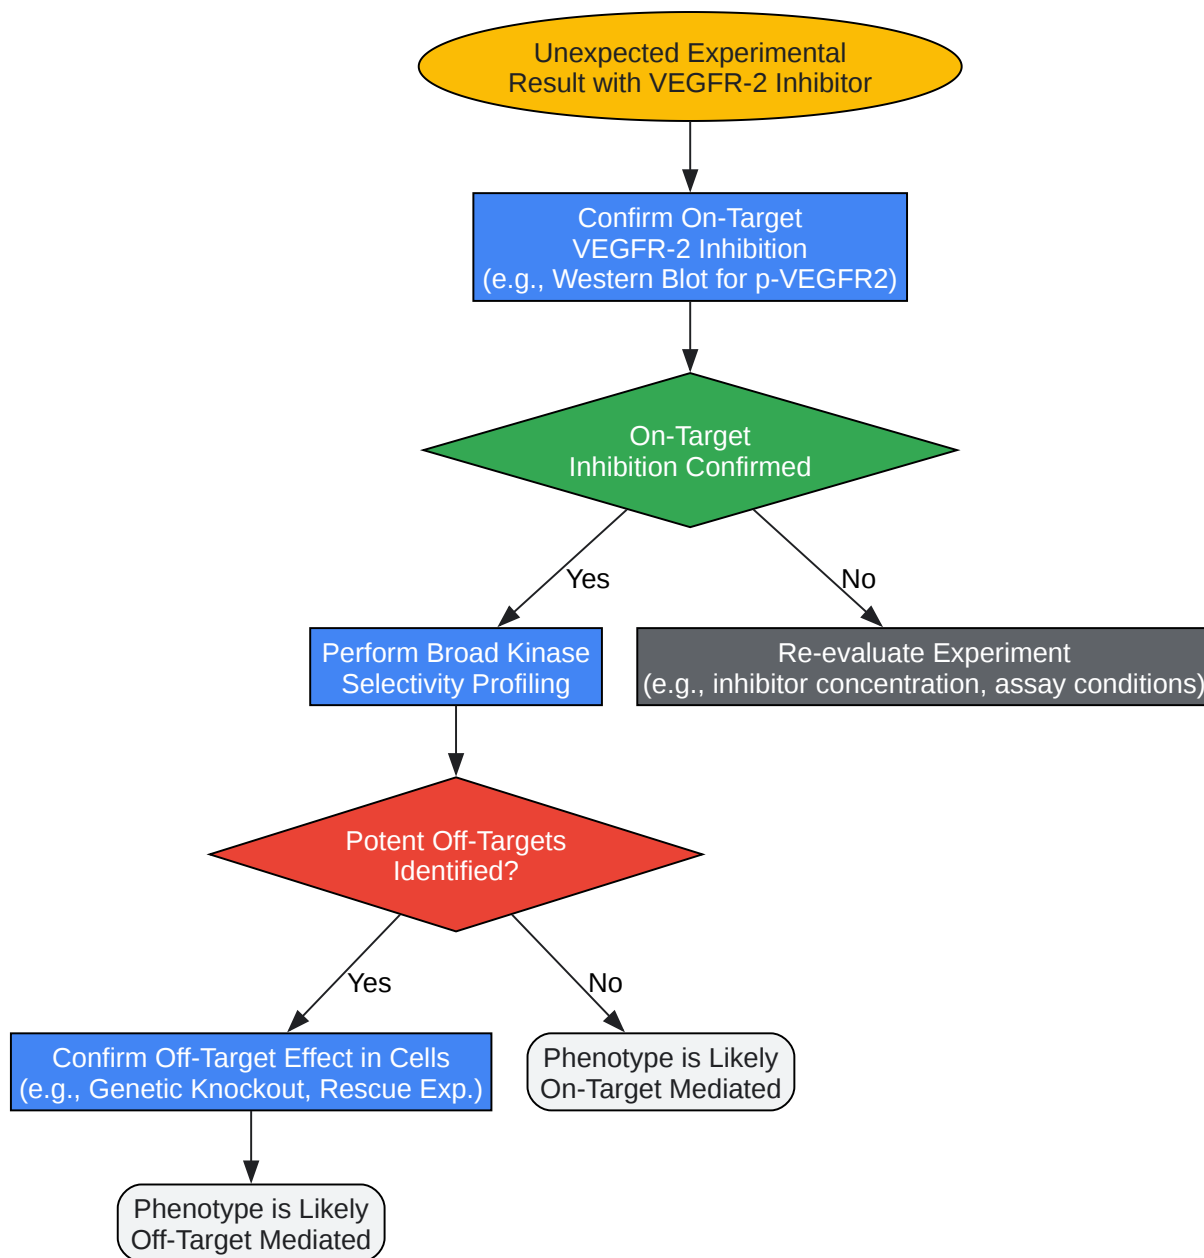 Unexpected Experimental
Result with VEGFR-2 Inhibitor
Confirm On-Target
VEGFR-2 Inhibition
(e.g., Western Blot for p-VEGFR2)
On-Target
Inhibition Confirmed
Yes
No
Perform Broad Kinase
Selectivity Profiling
Re-evaluate Experiment
(e.g., inhibitor concentration, assay conditions)
Potent Off-Targets
Identified?
Yes
No
Confirm Off-Target Effect in Cells
(e.g., Genetic Knockout, Rescue Exp.)
Phenotype is Likely
On-Target Mediated
Phenotype is Likely
Off-Target Mediated